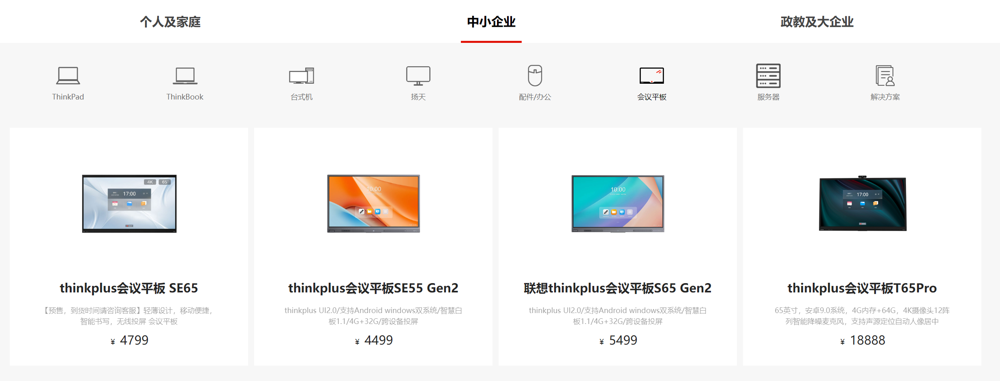 个人及家庭
中小企业
政教及大企业
ThinkPad
ThinkBook
台式机
扬天
配件/办公
会议平板
服务器
解决方案
4K 65"
17:00
thinkplus会议平板 SE65
【预售，到货时间请咨询客服】轻薄设计，移动便捷，
智能书写，无线投屏 会议平板
¥ 4799
10:00
thinkplus会议平板SE55 Gen2
thinkplus UI2.0/支持Android windows双系统/智慧白
板1.1/4G+32G/跨设备投屏
¥ 4499
10:00
联想thinkplus会议平板S65 Gen2
thinkplus UI2.0/支持Android windows双系统/智慧白
板1.1/4G+32G/跨设备投屏
¥ 5499
17:00
thinkplus会议平板T65Pro
65英寸，安卓9.0系统，4G内存+64G，4K摄像头12阵
列智能降噪麦克风，支持声源定位自动人像居中
¥ 18888